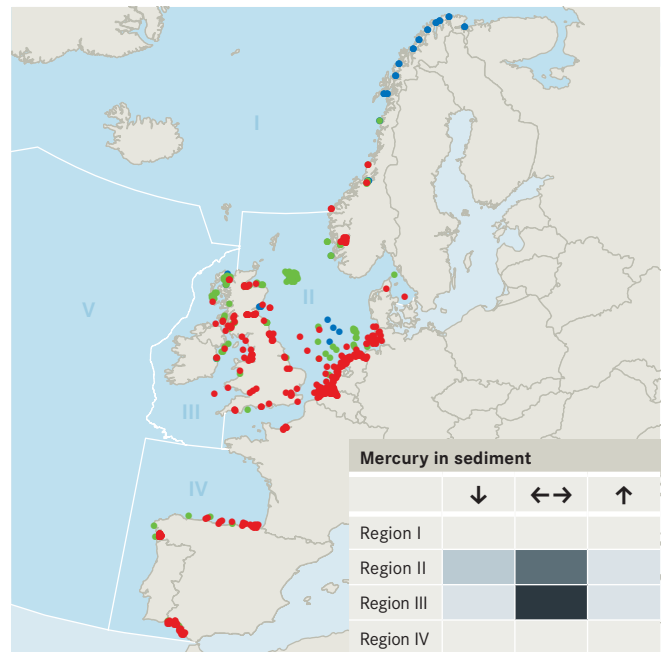 I
II
V
III
IV
Mercury in sediment
↓ ←→ ↑
Region I
Region II
Region III
Region IV